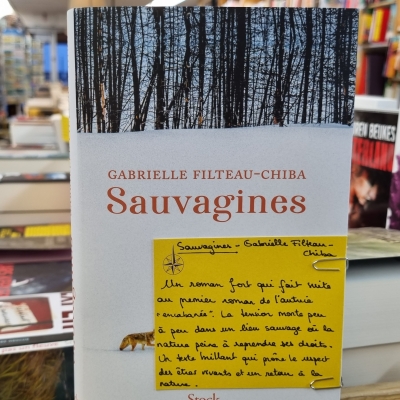 GABRIELLE FILTEAU-CHIBA
Sauvagines
Sauvagines - Gabrielle Filteau-
Chiba
Un roman fort qui fait suite
au premier roman de l'autrice
"encabanée". La tension monte peu
à peu dans un lieu sauvage où la
nature peine à reprendre ses droits.
Un texte brillant qui prône le respect
des êtres vivants et un retour à la
nature.
Stock